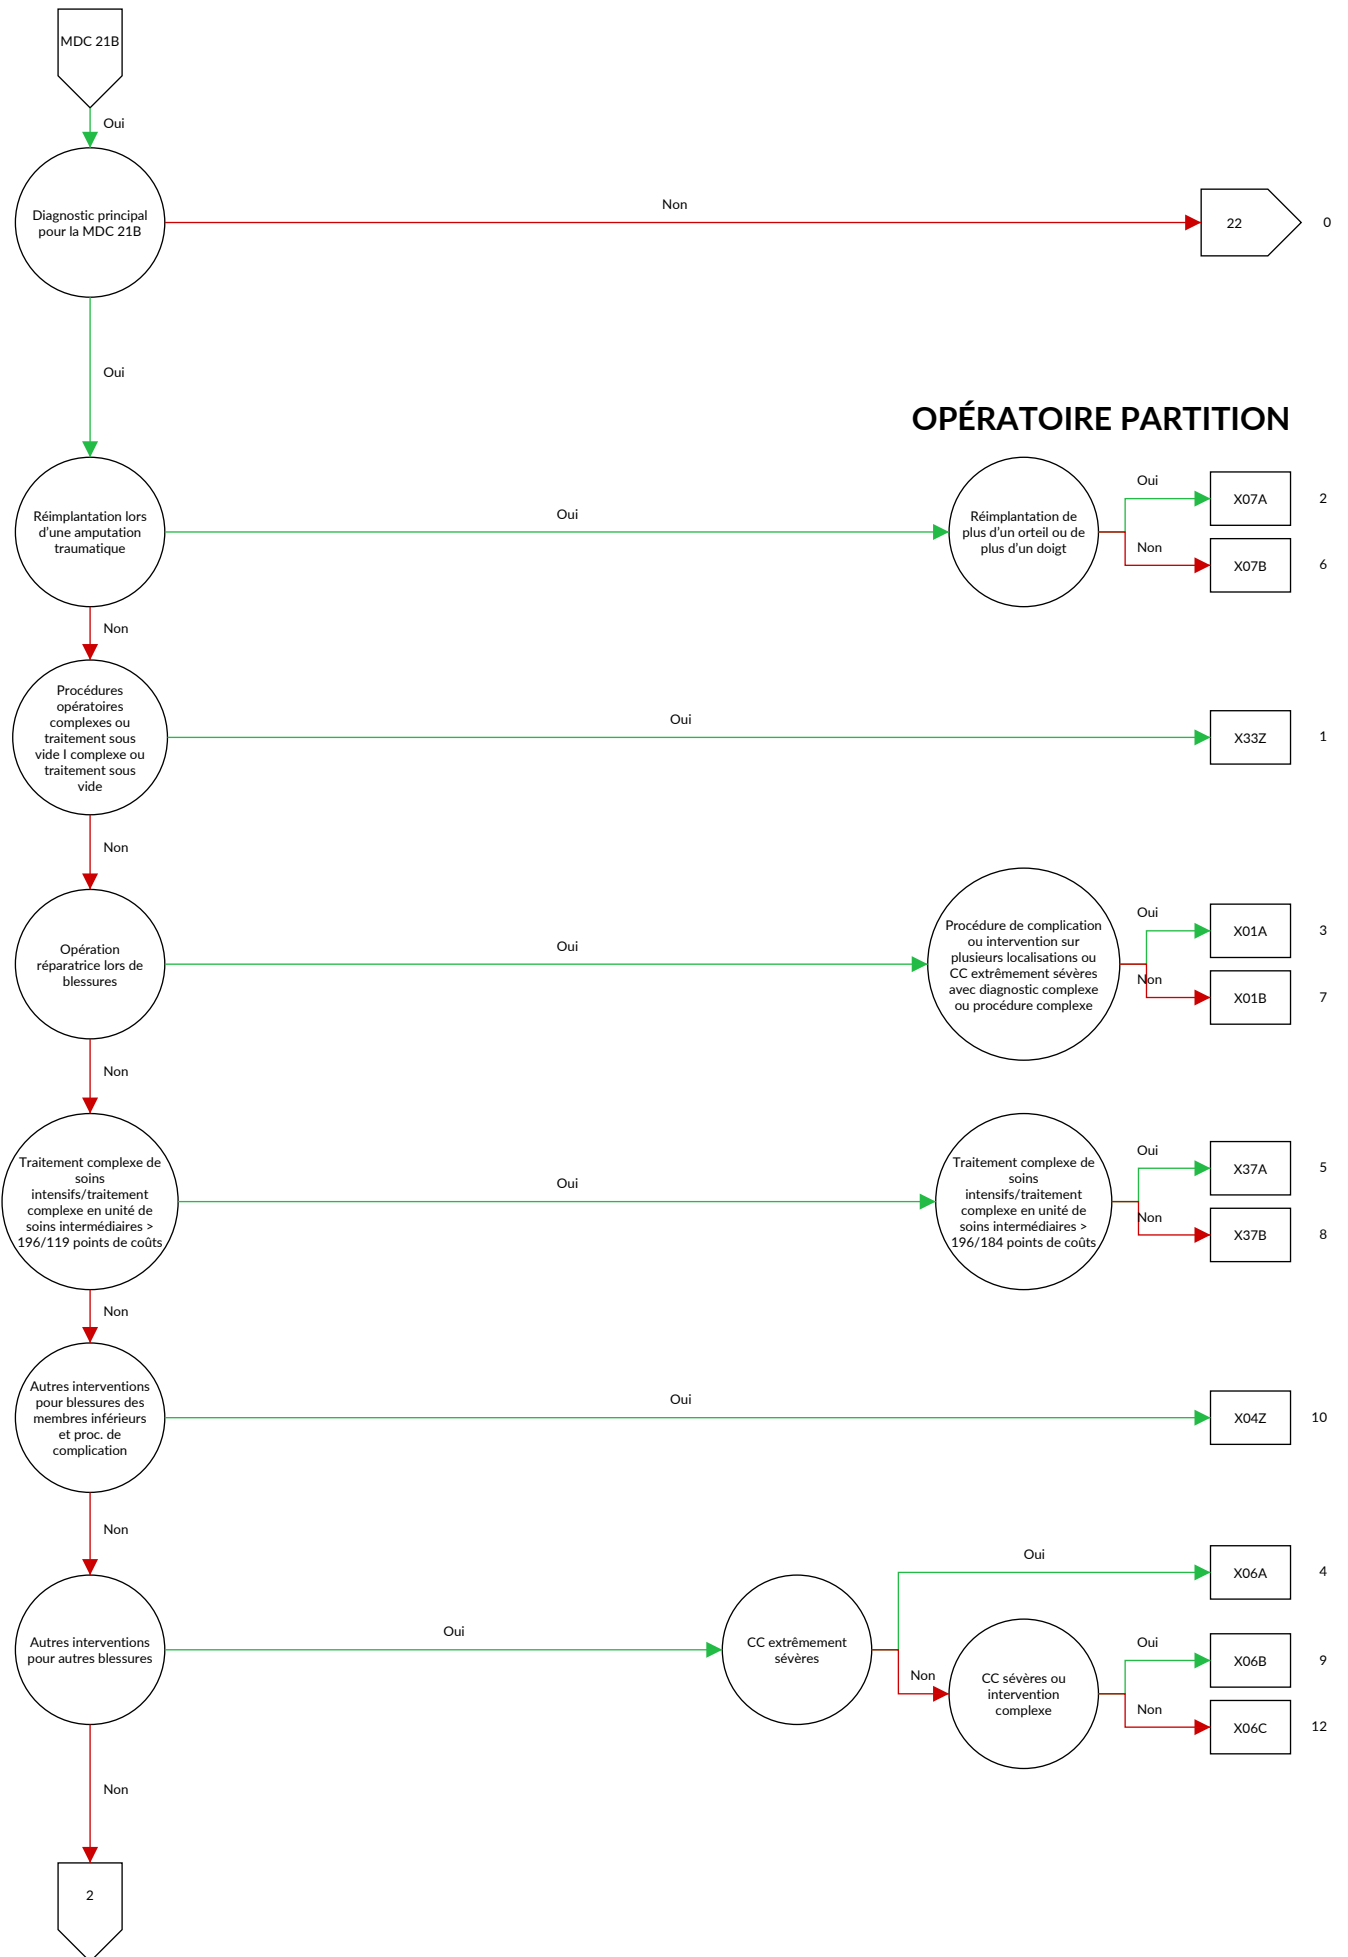 MDC 21B
Oui
Diagnostic principal
pour la MDC 21B
Non
22
0
Oui
OPÉRATOIRE PARTITION
Réimplantation lors
d'une amputation
traumatique
Oui
Réimplantation de
plus d'un orteil ou de
plus d'un doigt
Oui
X07A
2
Non
X07B
6
Non
Procédures
opératoires
complexes ou
traitement sous
vide I complexe ou
traitement sous
vide
Oui
X33Z
1
Non
Opération
réparatrice lors de
blessures
Oui
Procédure de complication
ou intervention sur
plusieurs localisations ou
CC extrêmement sévères
avec diagnostic complexe
ou procédure complexe
Oui
X01A
3
Non
X01B
7
Non
Traitement complexe de
soins
intensifs/traitement
complexe en unité de
soins intermédiaires >
196/119 points de coûts
Oui
Traitement complexe de
soins
intensifs/traitement
complexe en unité de
soins intermédiaires >
196/184 points de coûts
Oui
X37A
5
Non
X37B
8
Non
Autres interventions
pour blessures des
membres inférieurs
et proc. de
complication
Oui
X04Z
10
Non
Autres interventions
pour autres blessures
Oui
CC extrêmement
sévères
Oui
X06A
4
Non
CC sévères ou
intervention
complexe
Oui
X06B
9
Non
X06C
12
Non
2